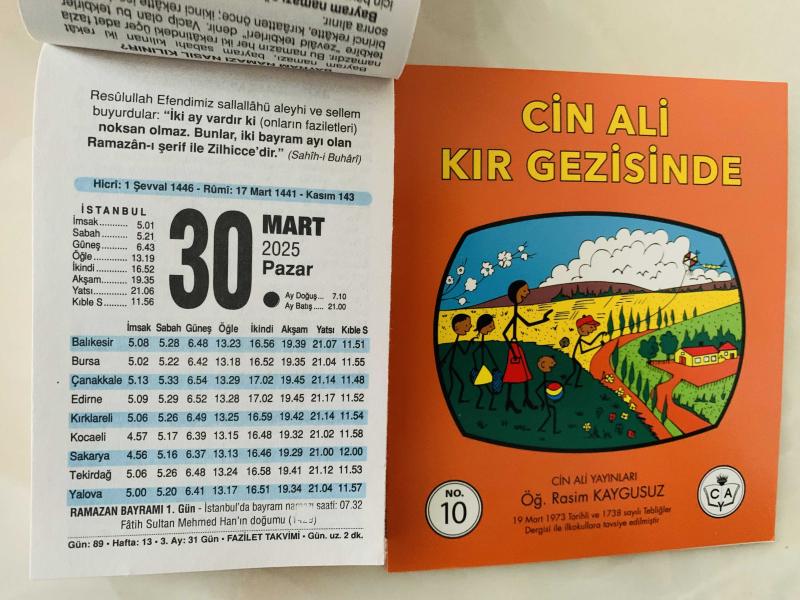 BAYRAM NAMAZI NASIL KILINIR?
Bayram namazı, bayram sabahı kılınan iki rekât
Resûlullah Efendimiz sallallâhü aleyhi ve sellem
buyurdular: “İki ay vardır ki (onların faziletleri)
noksan olmaz. Bunlar, iki bayram ayı olan
Ramazân-ı şerif ile Zilhicce’dir.” (Sahîh-i Buhârî)
Hicrî: 1 Şevval 1446 - Rûmî: 17 Mart 1441 - Kasım 143
İSTANBUL
İmsak........... 5.01
Sabah.......... 5.21
Güneş.......... 6.43
Öğle............ 13.19
İkindi........... 16.52
Akşam......... 19.35
Yatsı............ 21.06
Kıble S......... 11.56
30
MART
2025
Pazar
Ay Doğuş.. 7.10
Ay Batış..... 21.00
İmsak Sabah Güneş Öğle İkindi Akşam Yatsı Kıble S
Balıkesir 5.08 5.28 6.48 13.23 16.56 19.39 21.07 11.51
Bursa 5.02 5.22 6.42 13.18 16.52 19.35 21.04 11.55
Çanakkale 5.13 5.33 6.54 13.29 17.02 19.45 21.14 11.48
Edirne 5.09 5.29 6.52 13.28 17.02 19.45 21.17 11.52
Kırklareli 5.06 5.26 6.49 13.25 16.59 19.42 21.14 11.54
Kocaeli 4.57 5.17 6.39 13.15 16.48 19.32 21.02 11.58
Sakarya 4.56 5.16 6.37 13.13 16.46 19.29 21.00 12.00
Tekirdağ 5.06 5.26 6.48 13.24 16.58 19.41 21.12 11.53
Yalova 5.00 5.20 6.41 13.17 16.51 19.34 21.04 11.57
RAMAZAN BAYRAMI 1. Gün - İstanbul’da bayram namazı saati: 07.32
Fâtih Sultan Mehmed Han’ın doğumu
Gün: 89 • Hafta: 13 • 3. Ay: 31 Gün • FAZİLET TAKVİMİ • Gün. uz. 2 dk.
CİN ALİ
KIR GEZİSİNDE
CİN ALİ YAYINLARI
Öğ. Rasim KAYGUSUZ
19 Mart 1973 Tarihli ve 1738 sayılı Tebliğler
Dergisi ile ilkokullara tavsiye edilmiştir
NO.
10
C A
Y